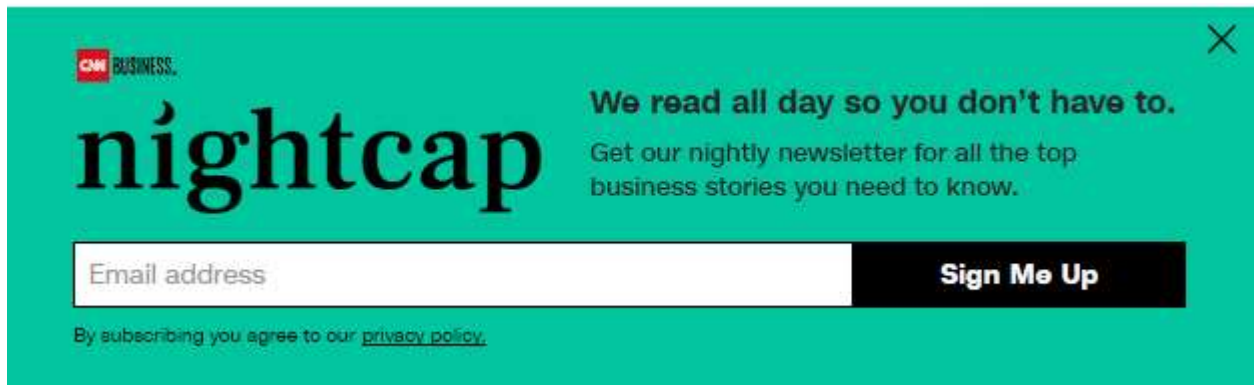 CNN BUSINESS.
nightcap
We read all day so you don't have to.
Get our nightly newsletter for all the top
business stories you need to know.
Email address
Sign Me Up
By subscribing you agree to our privacy policy.